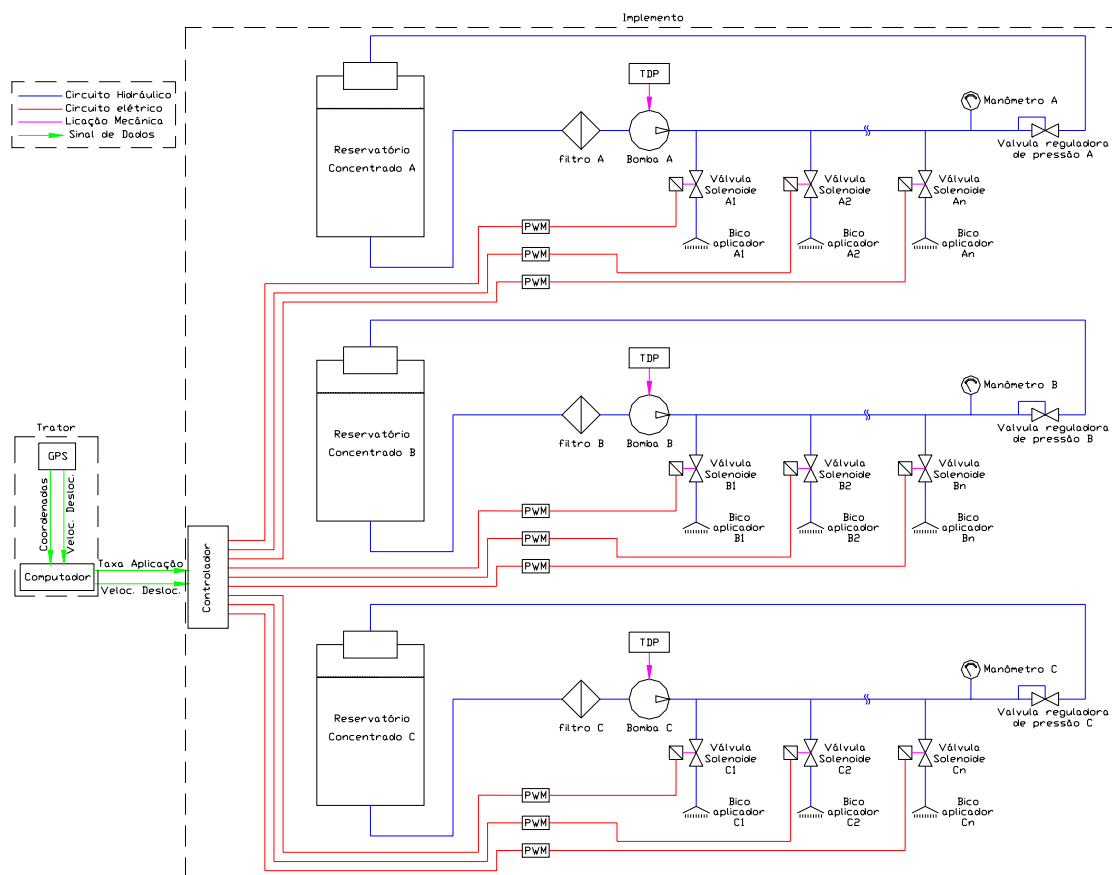 Implemento
Circuito Hidráulico
Circuito elétrico
Licação Mecânica
Sinal de Dados
Reservatório
Concentrado A
filtro A
TDP
Bomba A
Manômetro A
Valvula reguladora
de pressão A
Válvula
Solenoide
A1
Válvula
Solenoide
A2
Válvula
Solenoide
An
Bico
aplicador
A1
Bico
aplicador
A2
Bico
aplicador
An
PWM
PWM
PWM
Reservatório
Concentrado B
filtro B
TDP
Bomba B
Manômetro B
Valvula reguladora
de pressão B
Válvula
Solenoide
B1
Válvula
Solenoide
B2
Válvula
Solenoide
Bn
Bico
aplicador
B1
Bico
aplicador
B2
Bico
aplicador
Bn
PWM
PWM
PWM
Trator
GPS
Coordenadas
Veloc. Desloc.
Computador
Taxa Aplicação
Veloc. Desloc.
Controlador
Reservatório
Concentrado C
filtro C
TDP
Bomba C
Manômetro C
Valvula reguladora
de pressão C
Válvula
Solenoide
C1
Válvula
Solenoide
C2
Válvula
Solenoide
Cn
Bico
aplicador
C1
Bico
aplicador
C2
Bico
aplicador
Cn
PWM
PWM
PWM